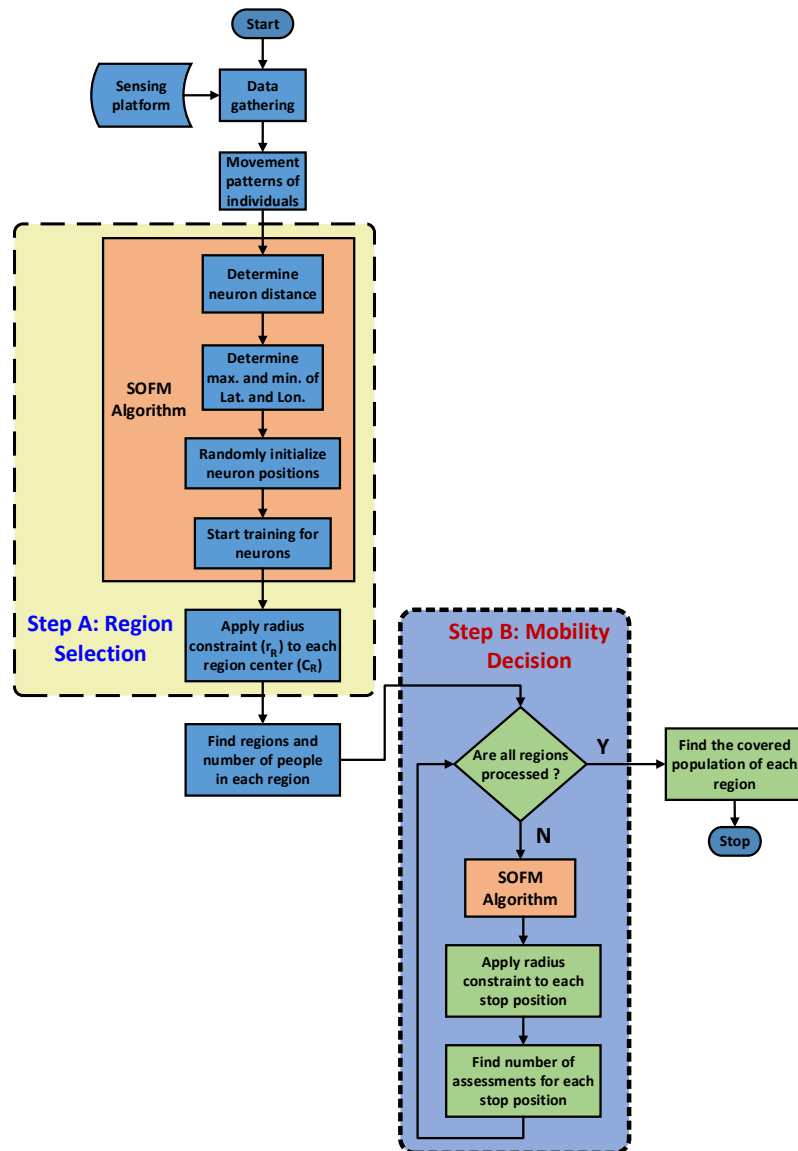 Start
Sensing
platform
Data
gathering
Movement
patterns of
individuals
Determine
neuron distance
Determine
max. and min. of
Lat. and Lon.
SOFM
Algorithm
Randomly initialize
neuron positions
Start training for
neurons
Step A: Region
Selection
Apply radius
constraint (rR) to each
region center (CR)
Find regions and
number of people
in each region
Step B: Mobility
Decision
Are all regions
processed ?
Y
N
Find the covered
population of each
region
Stop
SOFM
Algorithm
Apply radius
constraint to each
stop position
Find number of
assessments for each
stop position